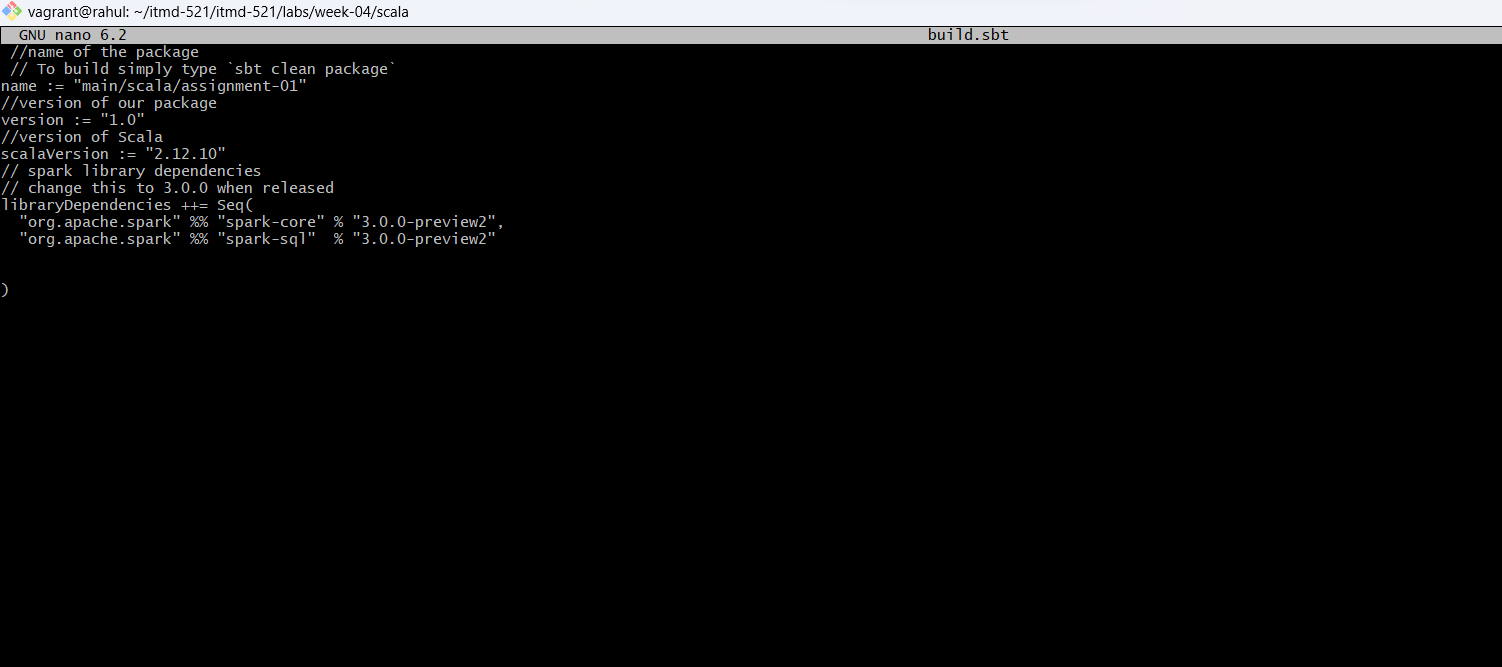 vagrant@rahul: ~/itmd-521/itmd-521/labs/week-04/scala
GNU nano 6.2 build.sbt
//name of the package
// To build simply type `sbt clean package`
name := "main/scala/assignment-01"
//version of our package
version := "1.0"
//version of Scala
scalaVersion := "2.12.10"
// spark library dependencies
// change this to 3.0.0 when released
libraryDependencies ++= Seq(
"org.apache.spark" %% "spark-core" % "3.0.0-preview2",
"org.apache.spark" %% "spark-sql"  % "3.0.0-preview2"
)